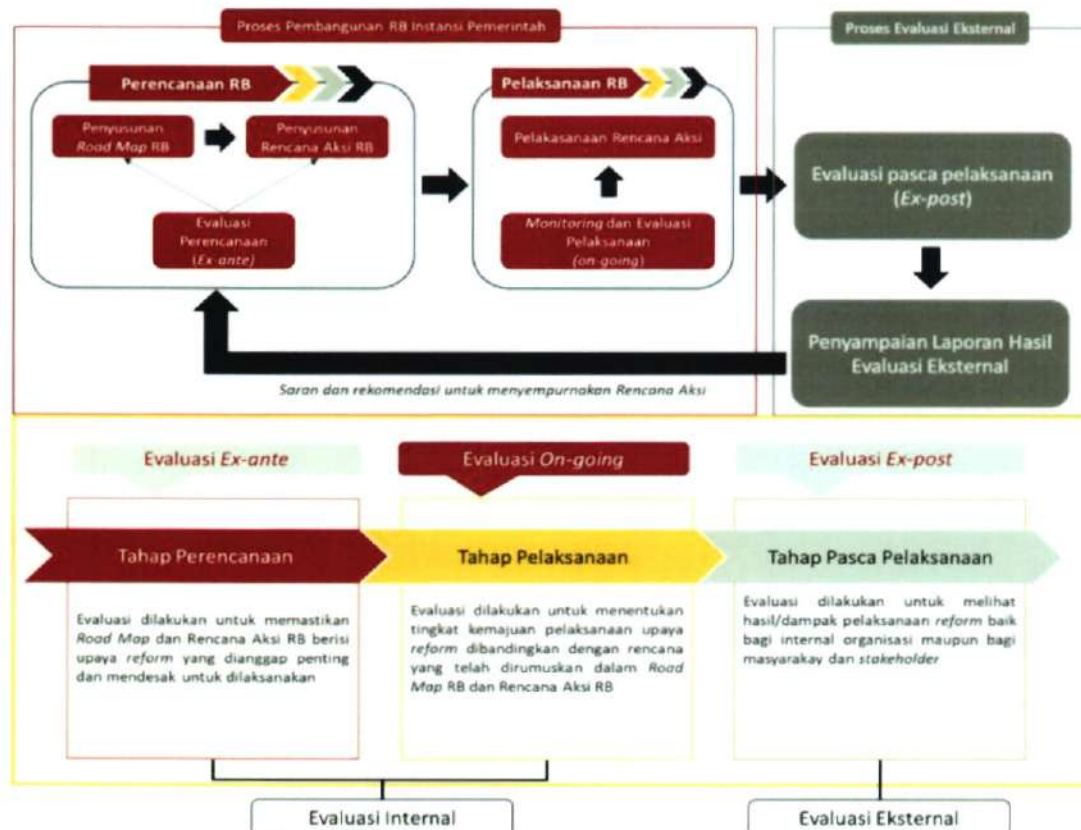 Proses Pembangunan RB Instansi Pemerintah
Proses Evaluasi Eksternal
Perencanaan RB
Pelaksanaan RB
Penyusunan
Road Map RB
Penyusunan
Rencana Aksi RB
Evaluasi
Perencanaan
(Ex-ante)
Pelakasanaan Rencana Aksi
Monitoring dan Evaluasi
Pelaksanaan
(on-going)
Evaluasi pasca pelaksanaan
(Ex-post)
Penyampaian Laporan Hasil
Evaluasi Eksternal
Saran dan rekomendasi untuk menyempurnakan Rencana Aksi
Evaluasi Ex-ante
Evaluasi On-going
Evaluasi Ex-post
Tahap Perencanaan
Tahap Pelaksanaan
Tahap Pasca Pelaksanaan
Evaluasi dilakukan untuk memastikan
Road Map dan Rencana Aksi RB berisi
upaya reform yang dianggap penting
dan mendesak untuk dilaksanakan
Evaluasi dilakukan untuk menentukan
tingkat kemajuan pelaksanaan upaya
reform dibandingkan dengan rencana
yang telah dirumuskan dalam Road
Map RB dan Rencana Aksi RB
Evaluasi dilakukan untuk melihat
hasil/dampak pelaksanaan reform baik
bagi internal organisasi maupun bagi
masyarakay dan stakeholder
Evaluasi Internal
Evaluasi Eksternal